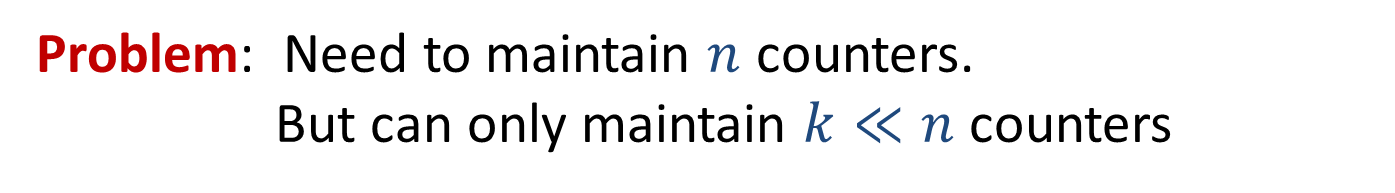 Problem: Need to maintain n counters.
But can only maintain k ≪ n counters